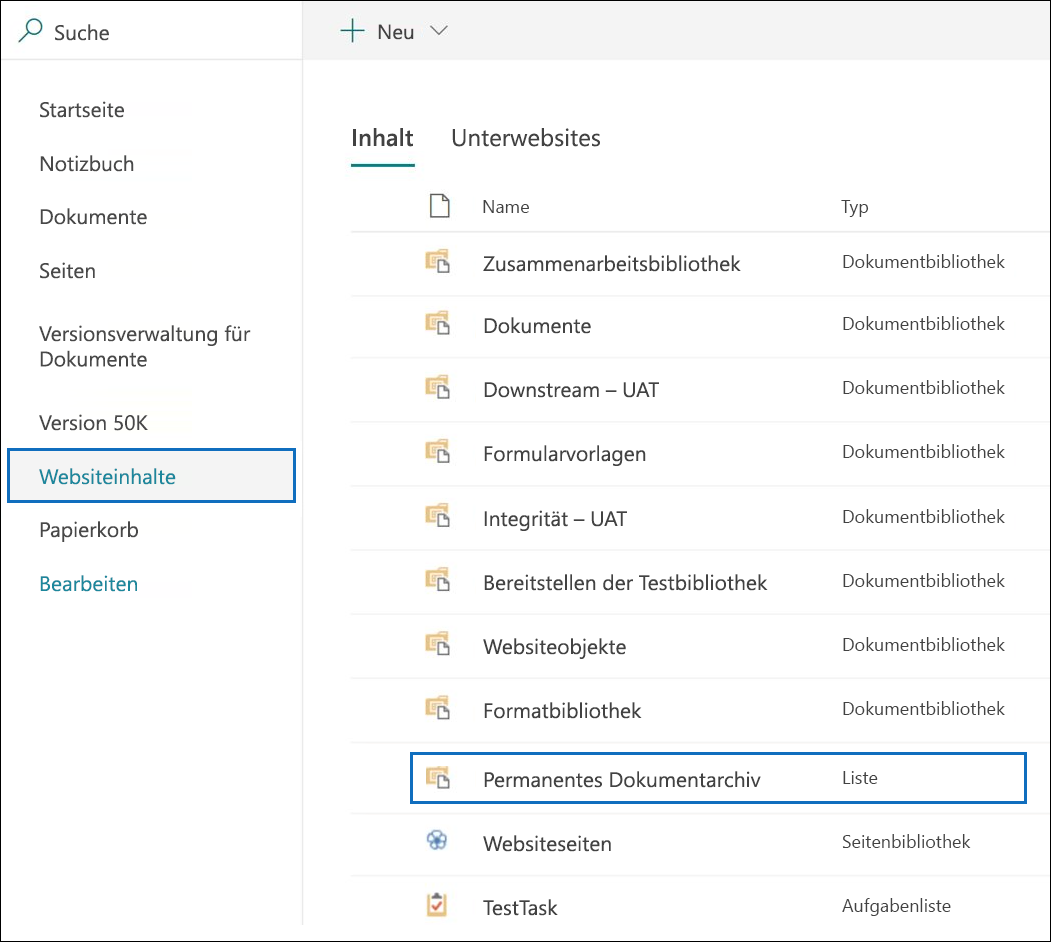 Suche
Neu
Startseite
Notizbuch
Dokumente
Seiten
Versionsverwaltung für
Dokumente
Version 50K
Websiteinhalte
Papierkorb
Bearbeiten
Inhalt Unterwebsites
Name Typ
Zusammenarbeitsbibliothek Dokumentbibliothek
Dokumente Dokumentbibliothek
Downstream – UAT Dokumentbibliothek
Formularvorlagen Dokumentbibliothek
Integrität – UAT Dokumentbibliothek
Bereitstellen der Testbibliothek Dokumentbibliothek
Websiteobjekte Dokumentbibliothek
Formatbibliothek Dokumentbibliothek
Permanentes Dokumentarchiv Liste
Websiteseiten Seitenbibliothek
TestTask Aufgabenliste